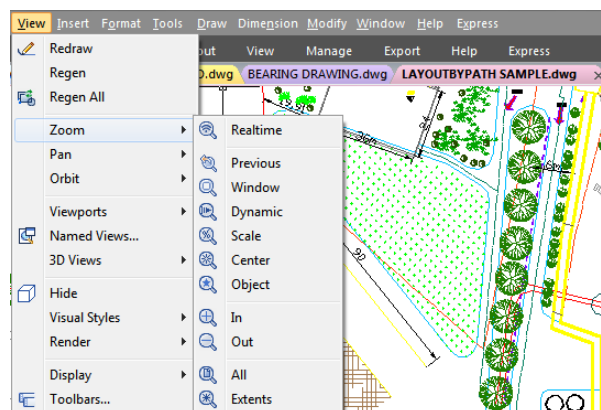 View Insert Format Tools Draw Dimension Modify Window Help Express
out View Manage Export Help Express
O.dwg BEARING DRAWING.dwg LAYOUTBYPATH SAMPLE.dwg
Redraw
Regen
Regen All
Zoom
Pan
Orbit
Viewports
Named Views...
3D Views
Hide
Visual Styles
Render
Display
Toolbars...
Realtime
Previous
Window
Dynamic
Scale
Center
Object
In
Out
All
Extents
36m
90